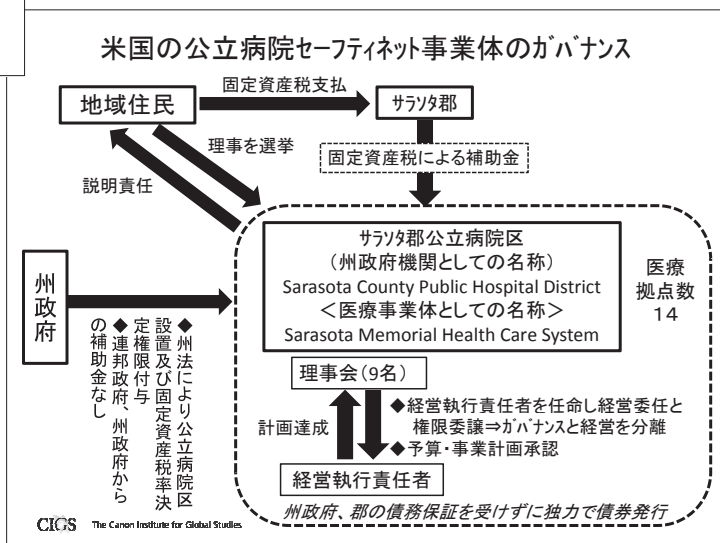 米国の公立病院セーフティネット事業体のガバナンス
固定資産税支払
地域住民
サラソタ郡
理事を選挙
固定資産税による補助金
説明責任
州政府
サラソタ郡公立病院区
（州政府機関としての名称）
Sarasota County Public Hospital District
＜医療事業体としての名称＞
Sarasota Memorial Health Care System
医療
拠点数
１４
◆州法により公立病院区
設置及び固定資産税率決
定権限付与
◆連邦政府、州政府から
の補助金なし
理事会（9名）
計画達成
◆経営執行責任者を任命し経営委任と
権限委譲⇒ガバナンスと経営を分離
◆予算・事業計画承認
経営執行責任者
州政府、郡の債務保証を受けずに独力で債券発行
CIGS The Canon Institute for Global Studies